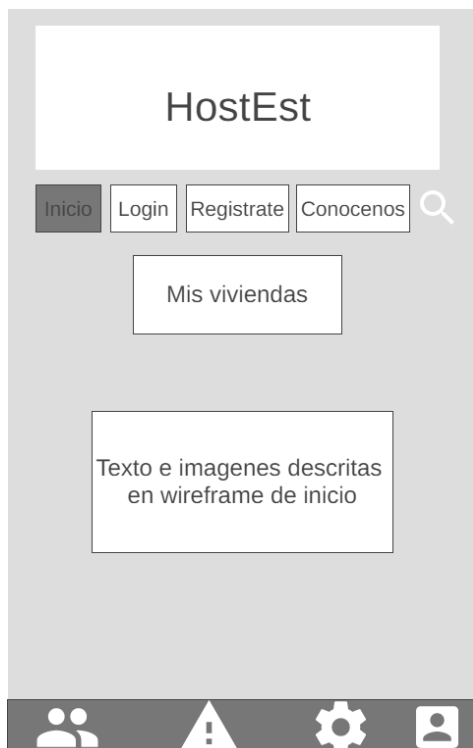 HostEst
Inicio
Login
Registrate
Conocenos
Mis viviendas
Texto e imagenes descritas
en wireframe de inicio